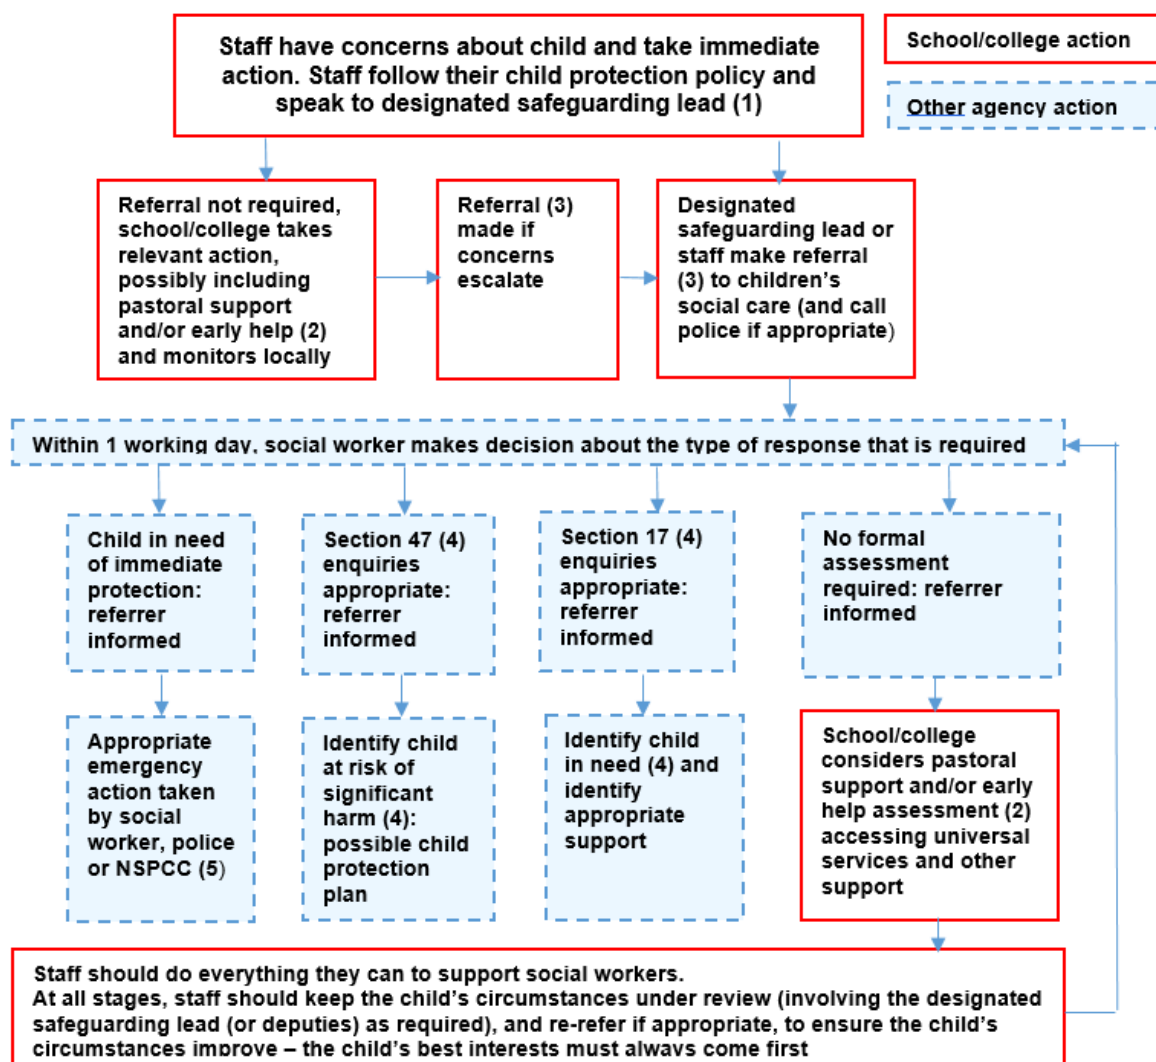 Staff have concerns about child and take immediate
action. Staff follow their child protection policy and
speak to designated safeguarding lead (1)
School/college action
Other agency action
Referral not required,
school/college takes
relevant action,
possibly including
pastoral support
and/or early help (2)
and monitors locally
Referral (3)
made if
concerns
escalate
Designated
safeguarding lead or
staff make referral
(3) to children’s
social care (and call
police if appropriate)
Within 1 working day, social worker makes decision about the type of response that is required
Child in need
of immediate
protection:
referrer
informed
Section 47 (4)
enquiries
appropriate:
referrer
informed
Section 17 (4)
enquiries
appropriate:
referrer
informed
No formal
assessment
required: referrer
informed
Appropriate
emergency
action taken
by social
worker, police
or NSPCC (5)
Identify child
at risk of
significant
harm (4):
possible child
protection
plan
Identify child
in need (4) and
identify
appropriate
support
School/college
considers pastoral
support and/or early
help assessment (2)
accessing universal
services and other
support
Staff should do everything they can to support social workers.
At all stages, staff should keep the child’s circumstances under review (involving the designated
safeguarding lead (or deputies) as required), and re-refer if appropriate, to ensure the child’s
circumstances improve – the child’s best interests must always come first